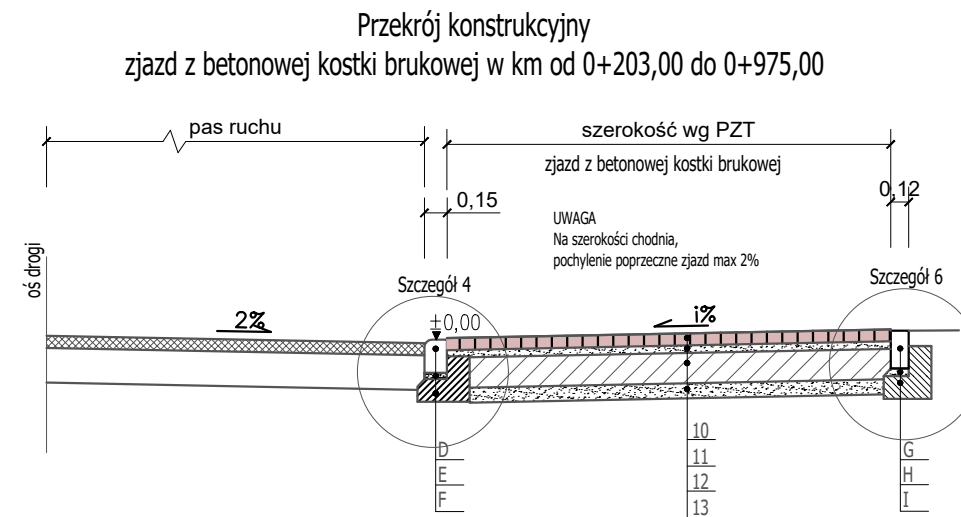 Przekrój konstrukcyjny
zjazd z betonowej kostki brukowej w km od 0+203,00 do 0+975,00
pas ruchu
szerokość wg PZT
zjazd z betonowej kostki brukowej
0,15
0,12
UWAGA
Na szerokości chodnia,
pochylenie poprzeczne zjazd max 2%
oś drogi
Szczegół 4
Szczegół 6
2%
±0,00
i%
D
E
F
10
11
12
13
G
H
I